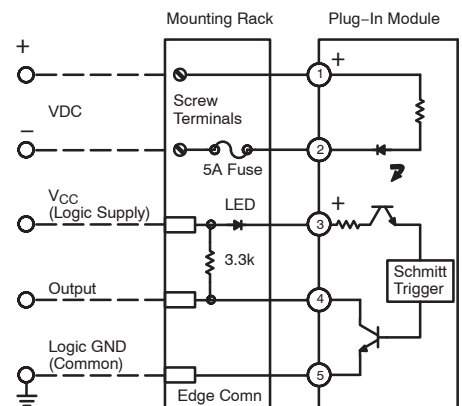 Mounting Rack
Plug−In Module
+
+
1
Screw
Terminals
VDC
−
2
5A Fuse
VCC
(Logic Supply)
LED
+
3
3.3k
Schmitt
Trigger
Output
4
Logic GND
(Common)
5
Edge Comn